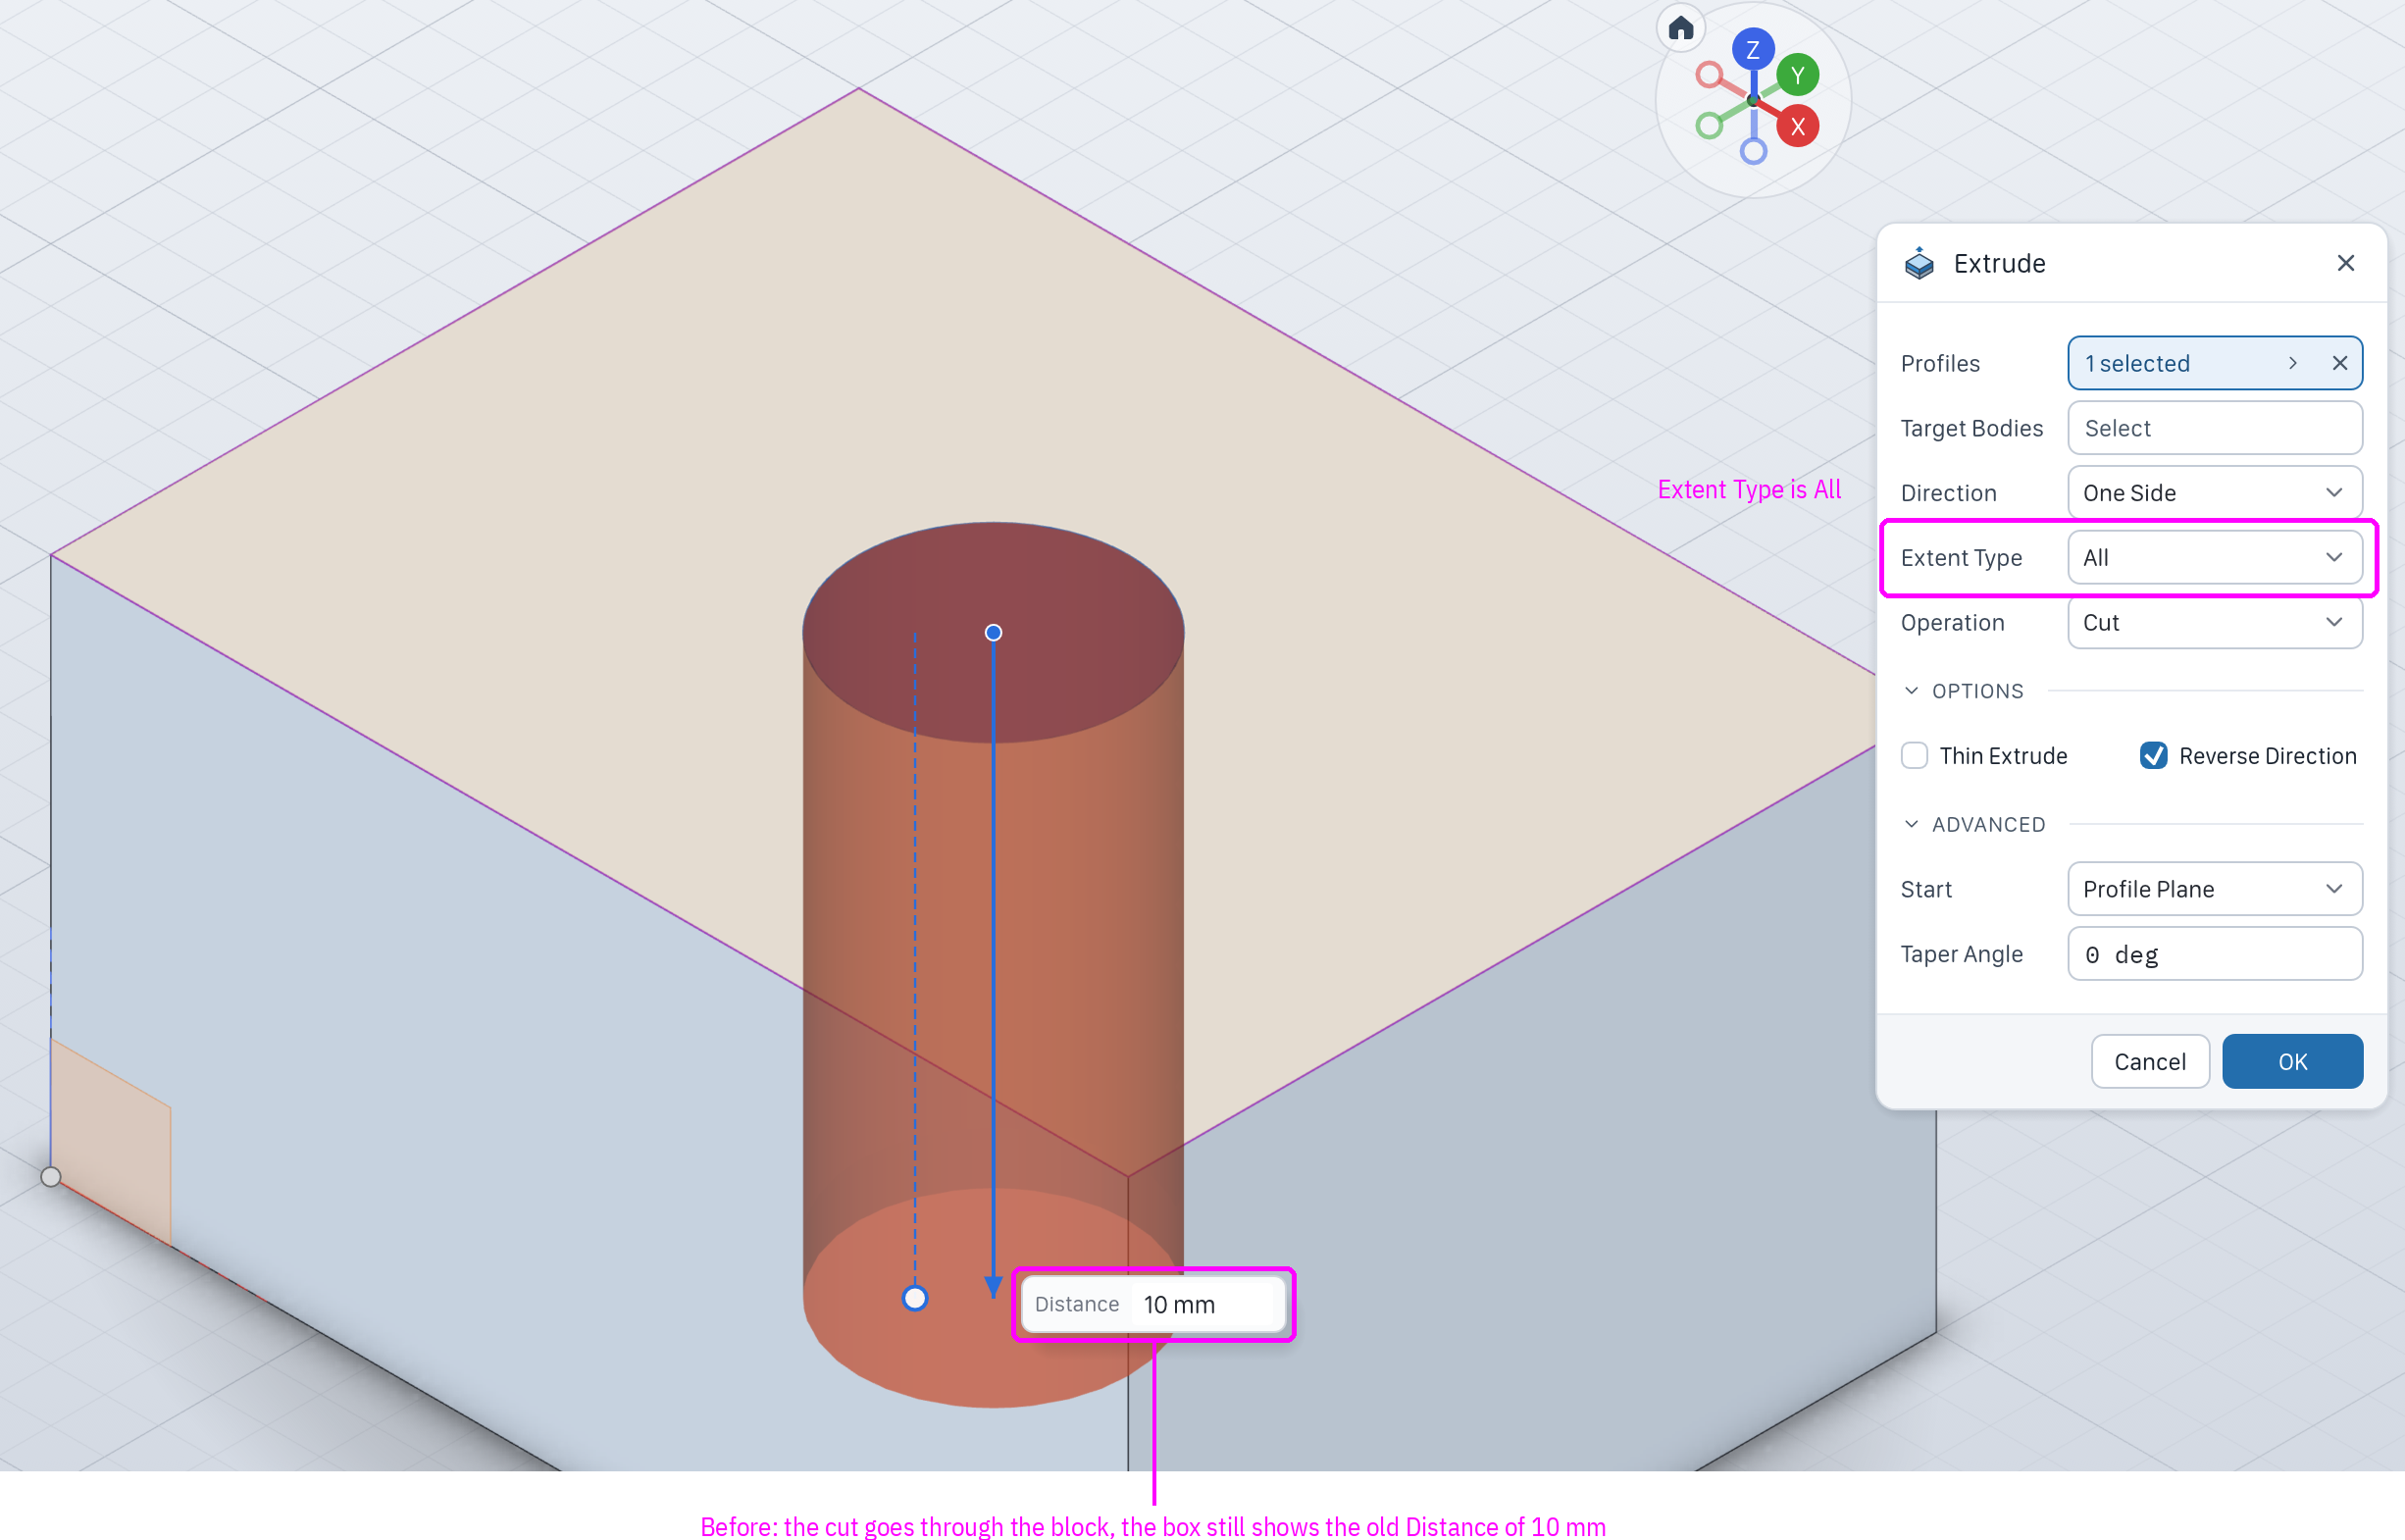 Z
Y
X
Extrude
Profiles 1 selected
Target Bodies Select
Direction One Side
Extent Type is All
Extent Type All
Operation Cut
OPTIONS
Thin Extrude Reverse Direction
ADVANCED
Start Profile Plane
Taper Angle 0 deg
Cancel OK
Distance 10 mm
Before: the cut goes through the block, the box still shows the old Distance of 10 mm